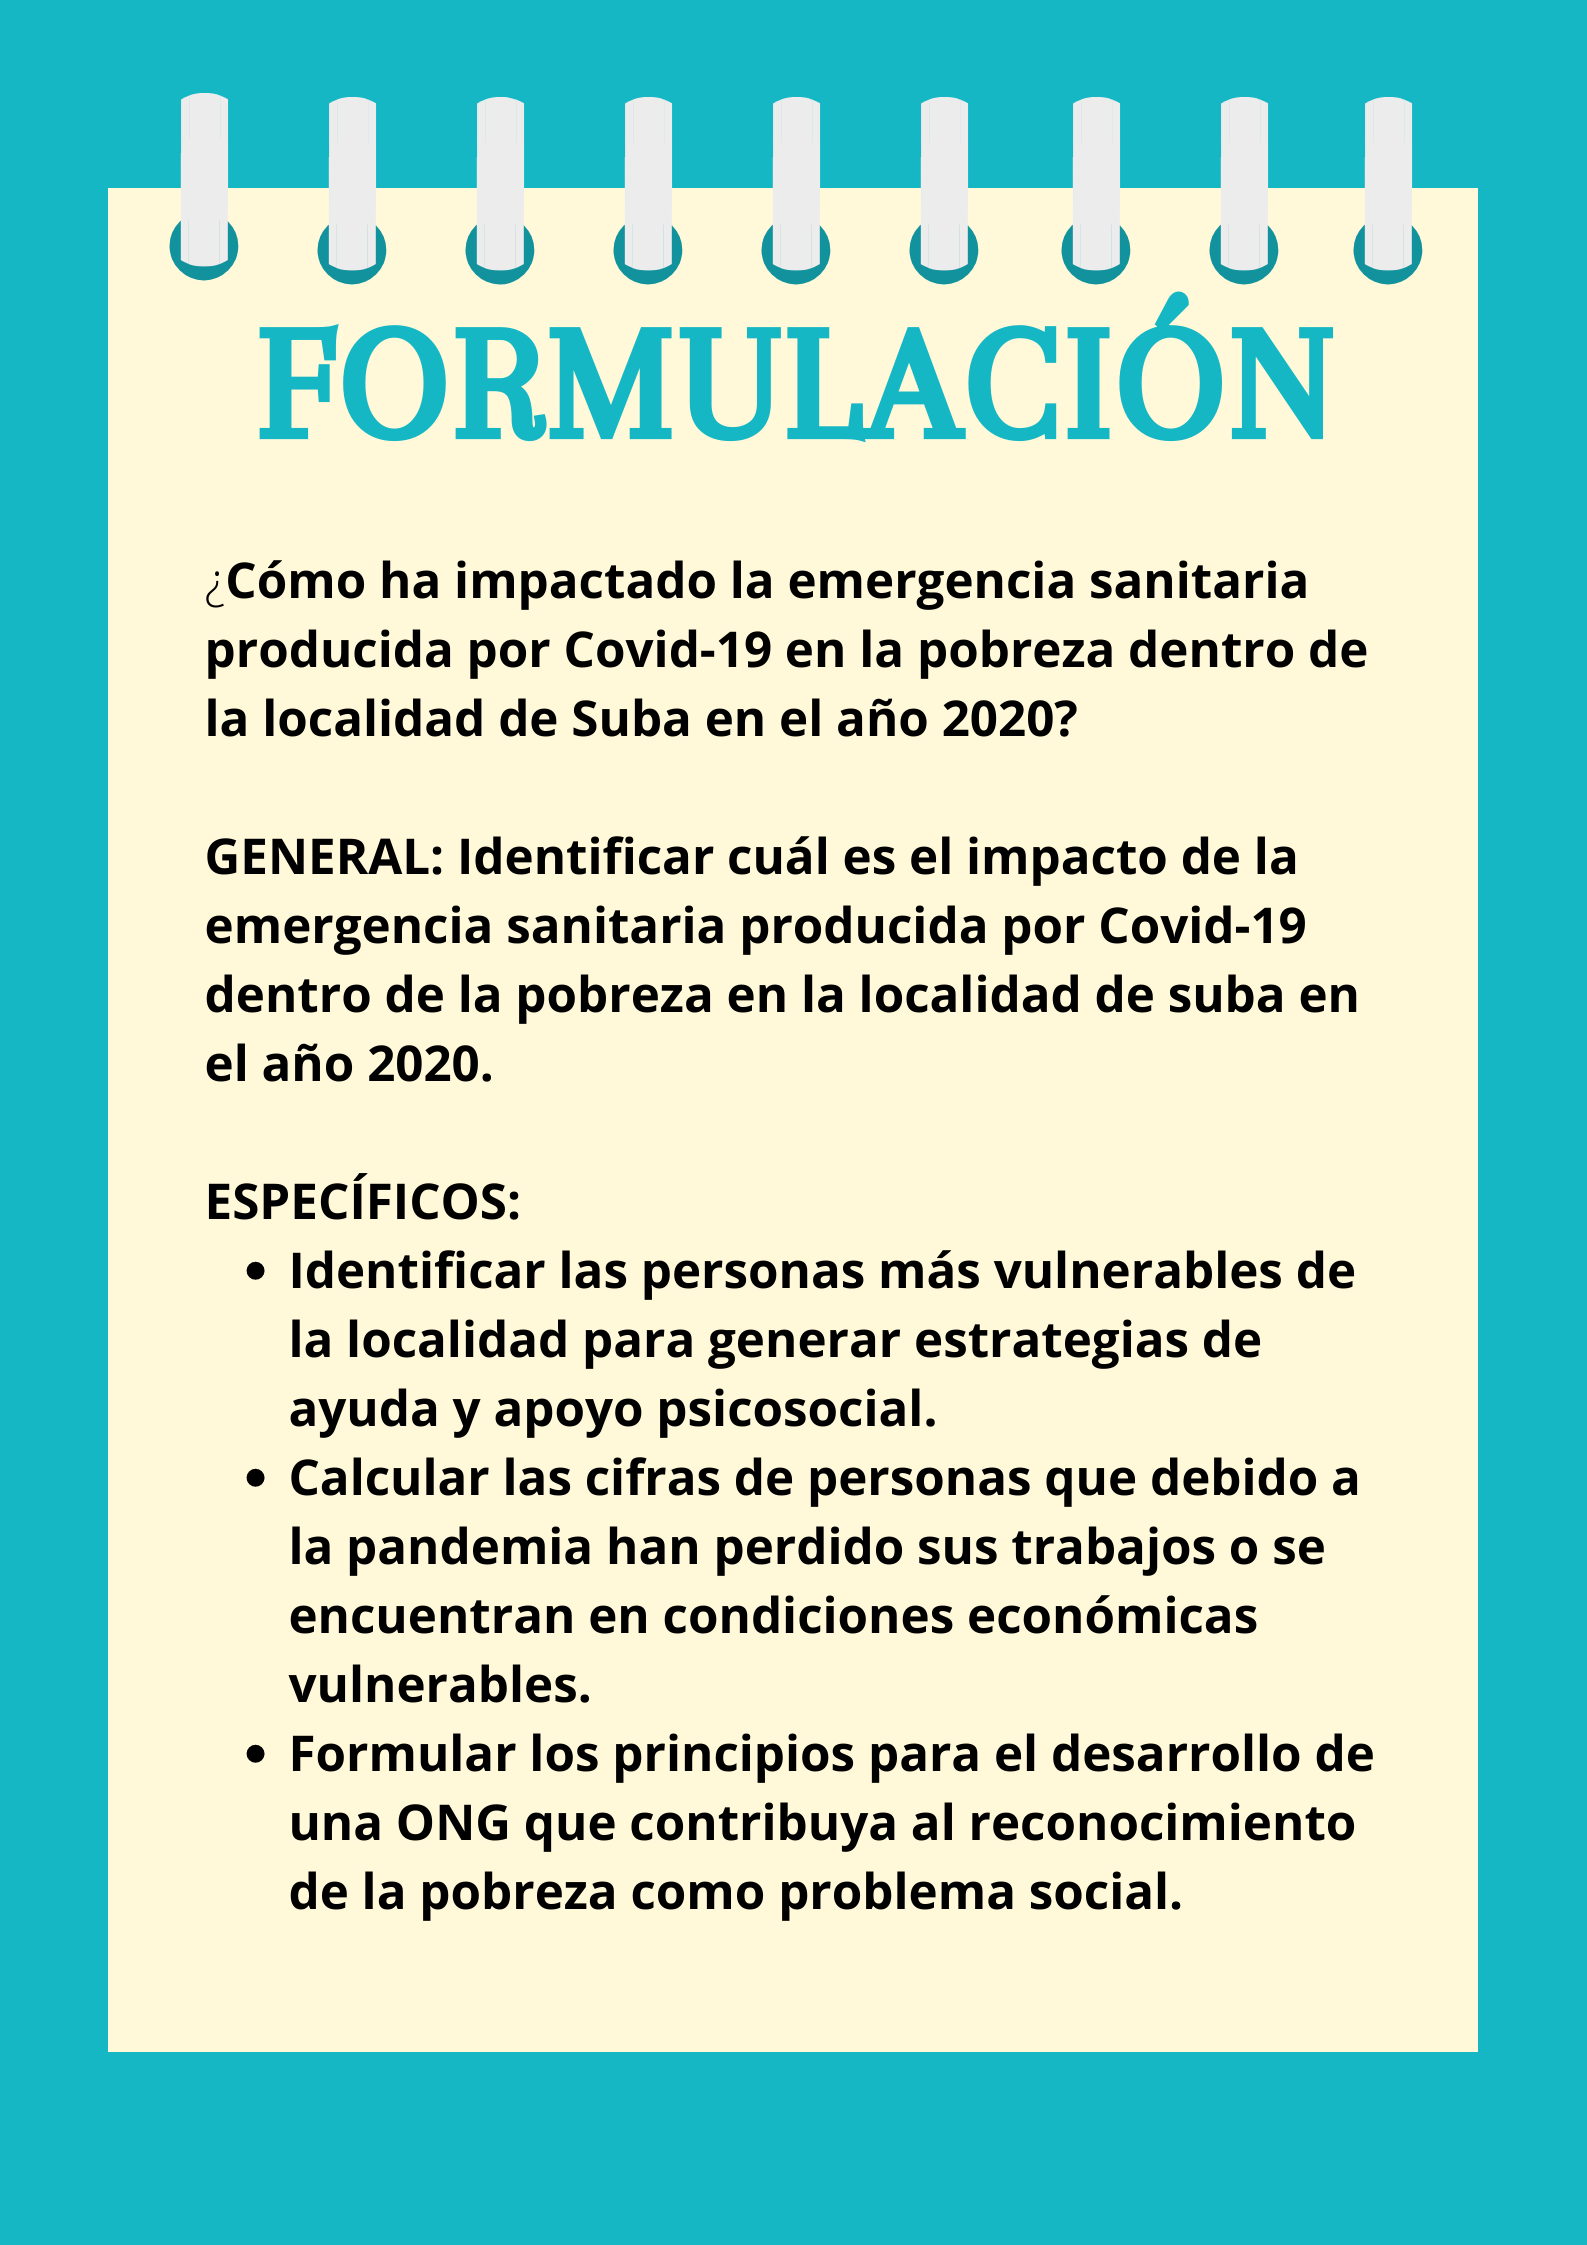 FORMULACIÓN
¿Cómo ha impactado la emergencia sanitaria
producida por Covid-19 en la pobreza dentro de
la localidad de Suba en el año 2020?
GENERAL: Identificar cuál es el impacto de la
emergencia sanitaria producida por Covid-19
dentro de la pobreza en la localidad de suba en
el año 2020.
ESPECÍFICOS:
• Identificar las personas más vulnerables de
la localidad para generar estrategias de
ayuda y apoyo psicosocial.
• Calcular las cifras de personas que debido a
la pandemia han perdido sus trabajos o se
encuentran en condiciones económicas
vulnerables.
• Formular los principios para el desarrollo de
una ONG que contribuya al reconocimiento
de la pobreza como problema social.